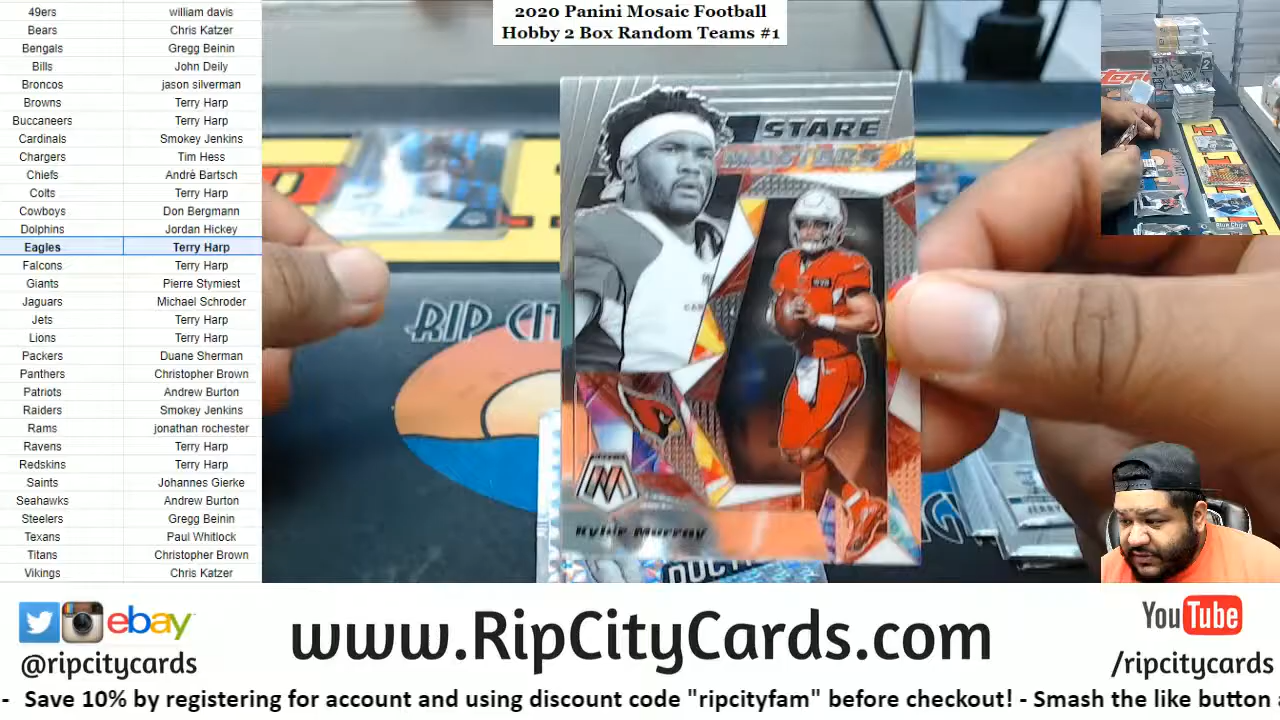 2020 Panini Mosaic Football
Hobby 2 Box Random Teams #1
49ers william davis
Bears Chris Katzer
Bengals Gregg Beinin
Bills John Deily
Broncos jason silverman
Browns Terry Harp
Buccaneers Terry Harp
Cardinals Smokey Jenkins
Chargers Tim Hess
Chiefs André Bartsch
Colts Terry Harp
Cowboys Don Bergmann
Dolphins Jordan Hickey
Eagles Terry Harp
Falcons Terry Harp
Giants Pierre Stymiest
Jaguars Michael Schroder
Jets Terry Harp
Lions Terry Harp
Packers Duane Sherman
Panthers Christopher Brown
Patriots Andrew Burton
Raiders Smokey Jenkins
Rams jonathan rochester
Ravens Terry Harp
Redskins Terry Harp
Saints Johannes Gierke
Seahawks Andrew Burton
Steelers Gregg Beinin
Texans Paul Whitlock
Titans Christopher Brown
Vikings Chris Katzer
STARE
MASTERS
RIP CIT
Kyler Murray
JERRY
ebay
@ripcitycards
www.RipCityCards.com
YouTube
/ripcitycards
- Save 10% by registering for account and using discount code "ripcityfam" before checkout! - Smash the like button